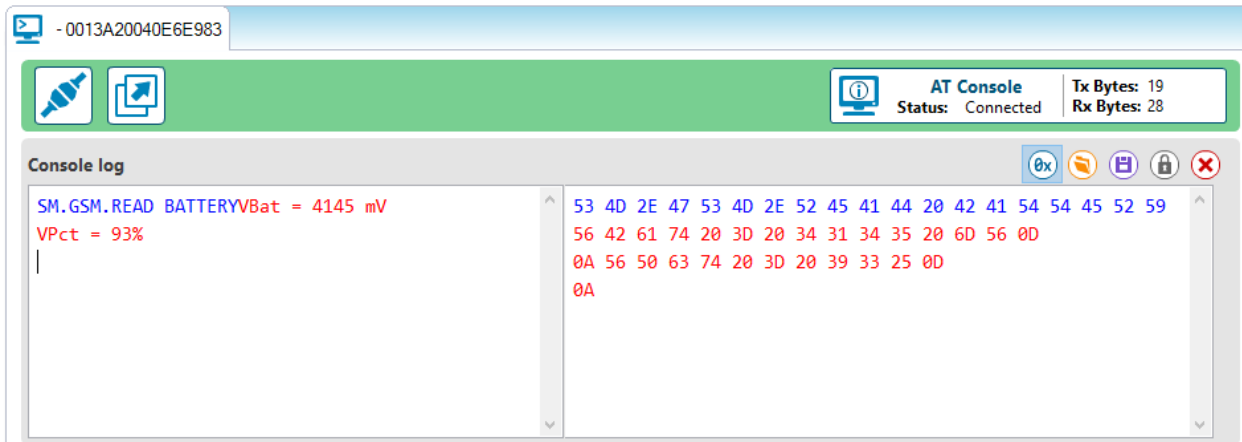 - 0013A20040E6E983
AT Console
Status: Connected
Tx Bytes: 19
Rx Bytes: 28
Console log
0x
SM.GSM.READ BATTERYVBat = 4145 mV
VPct = 93%
53 4D 2E 47 53 4D 2E 52 45 41 44 20 42 41 54 54 45 52 59
56 42 61 74 20 3D 20 34 31 34 35 20 6D 56 0D
0A 56 50 63 74 20 3D 20 39 33 25 0D
0A